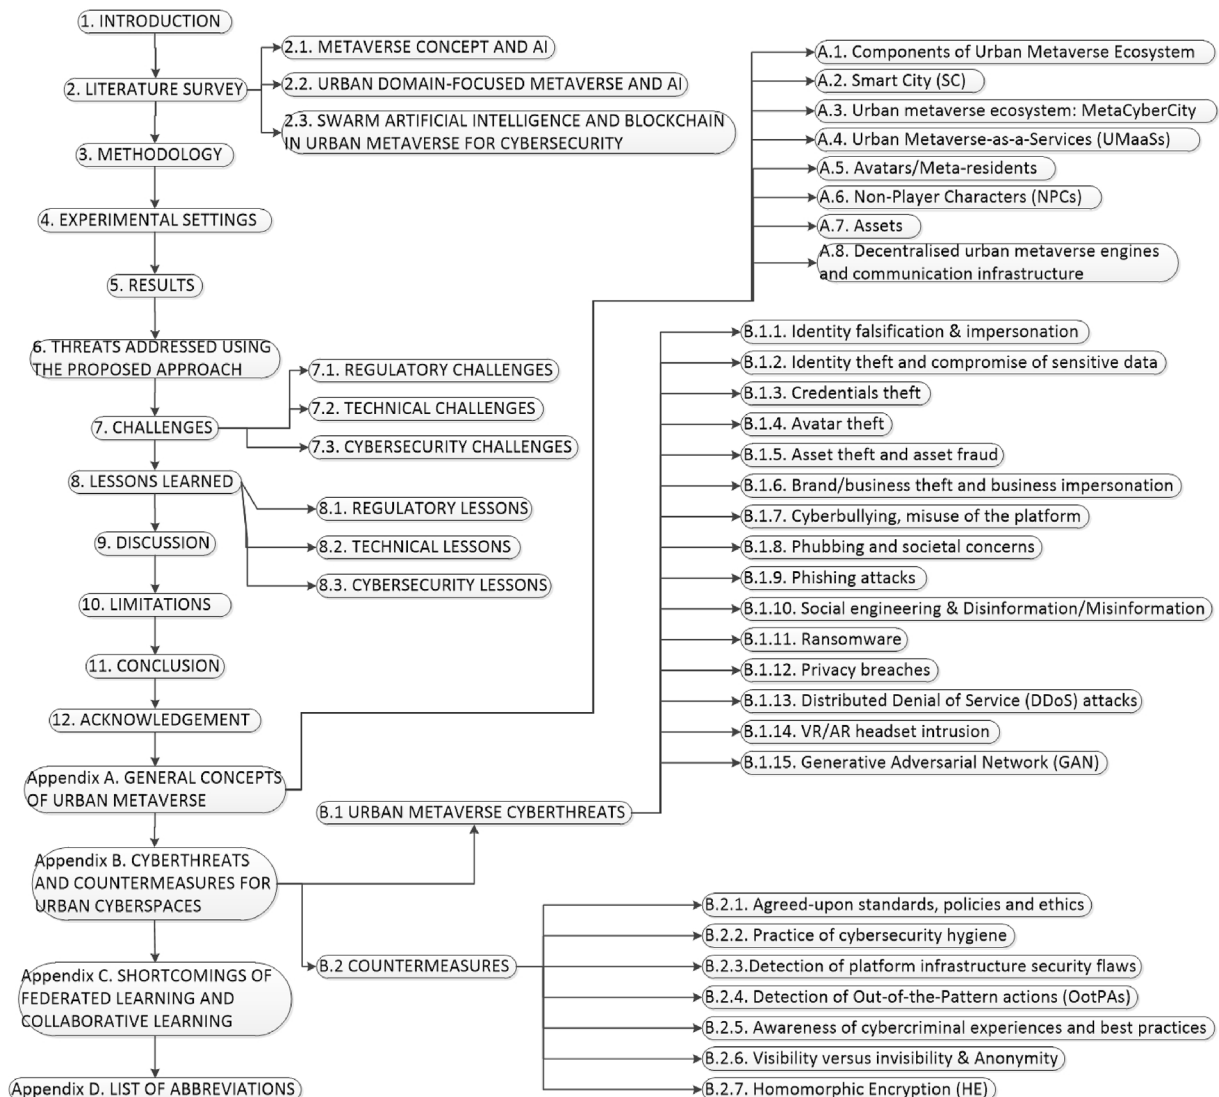 1. INTRODUCTION
2. LITERATURE SURVEY
2.1. METAVERSE CONCEPT AND AI
2.2. URBAN DOMAIN-FOCUSED METAVERSE AND AI
2.3. SWARM ARTIFICIAL INTELLIGENCE AND BLOCKCHAIN
IN URBAN METAVERSE FOR CYBERSECURITY
3. METHODOLOGY
4. EXPERIMENTAL SETTINGS
5. RESULTS
6. THREATS ADDRESSED USING
THE PROPOSED APPROACH
7. CHALLENGES
7.1. REGULATORY CHALLENGES
7.2. TECHNICAL CHALLENGES
7.3. CYBERSECURITY CHALLENGES
8. LESSONS LEARNED
8.1. REGULATORY LESSONS
8.2. TECHNICAL LESSONS
8.3. CYBERSECURITY LESSONS
9. DISCUSSION
10. LIMITATIONS
11. CONCLUSION
12. ACKNOWLEDGEMENT
Appendix A. GENERAL CONCEPTS
OF URBAN METAVERSE
A.1. Components of Urban Metaverse Ecosystem
A.2. Smart City (SC)
A.3. Urban metaverse ecosystem: MetaCyberCity
A.4. Urban Metaverse-as-a-Services (UMaaSs)
A.5. Avatars/Meta-residents
A.6. Non-Player Characters (NPCs)
A.7. Assets
A.8. Decentralised urban metaverse engines
and communication infrastructure
Appendix B. CYBERTHREATS
AND COUNTERMEASURES FOR
URBAN CYBERSPACES
B.1 URBAN METAVERSE CYBERTHREATS
B.1.1. Identity falsification & impersonation
B.1.2. Identity theft and compromise of sensitive data
B.1.3. Credentials theft
B.1.4. Avatar theft
B.1.5. Asset theft and asset fraud
B.1.6. Brand/business theft and business impersonation
B.1.7. Cyberbullying, misuse of the platform
B.1.8. Phubbing and societal concerns
B.1.9. Phishing attacks
B.1.10. Social engineering & Disinformation/Misinformation
B.1.11. Ransomware
B.1.12. Privacy breaches
B.1.13. Distributed Denial of Service (DDoS) attacks
B.1.14. VR/AR headset intrusion
B.1.15. Generative Adversarial Network (GAN)
B.2 COUNTERMEASURES
B.2.1. Agreed-upon standards, policies and ethics
B.2.2. Practice of cybersecurity hygiene
B.2.3.Detection of platform infrastructure security flaws
B.2.4. Detection of Out-of-the-Pattern actions (OotPAs)
B.2.5. Awareness of cybercriminal experiences and best practices
B.2.6. Visibility versus invisibility & Anonymity
B.2.7. Homomorphic Encryption (HE)
Appendix C. SHORTCOMINGS OF
FEDERATED LEARNING AND
COLLABORATIVE LEARNING
Appendix D. LIST OF ABBREVIATIONS